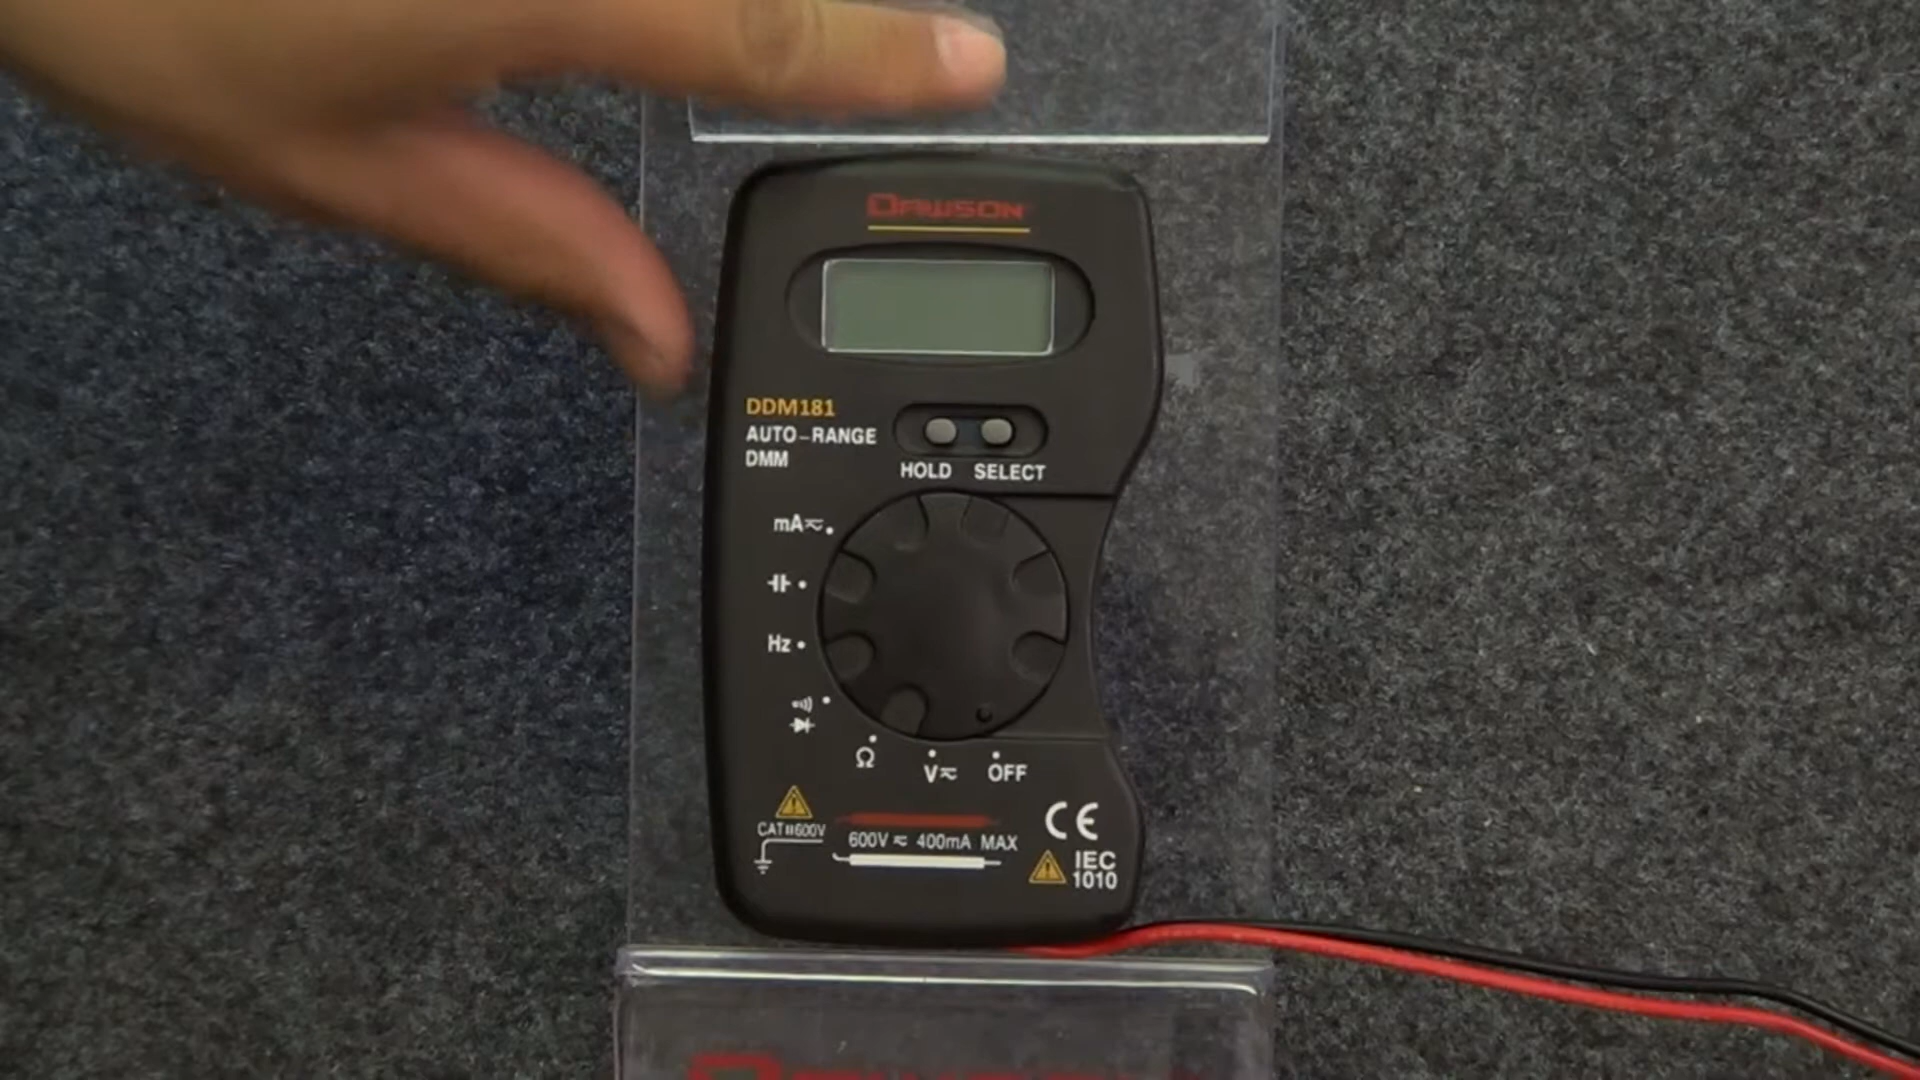 DAWSON
DDM181
AUTO-RANGE
DMM
HOLD SELECT
mA
Hz
Ω
V
OFF
CAT II 600V
600V 400mA MAX
CE
IEC
1010